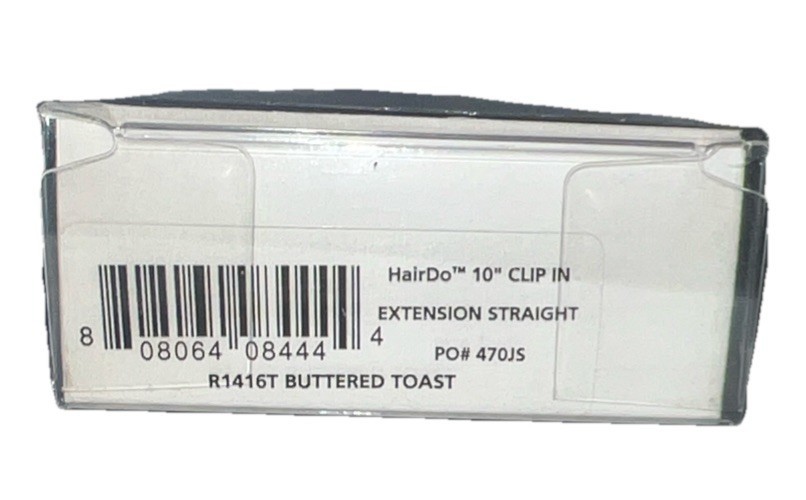 HairDo™ 10" CLIP IN
EXTENSION STRAIGHT
PO# 470JS
8 08064 08444 4
R1416T BUTTERED TOAST